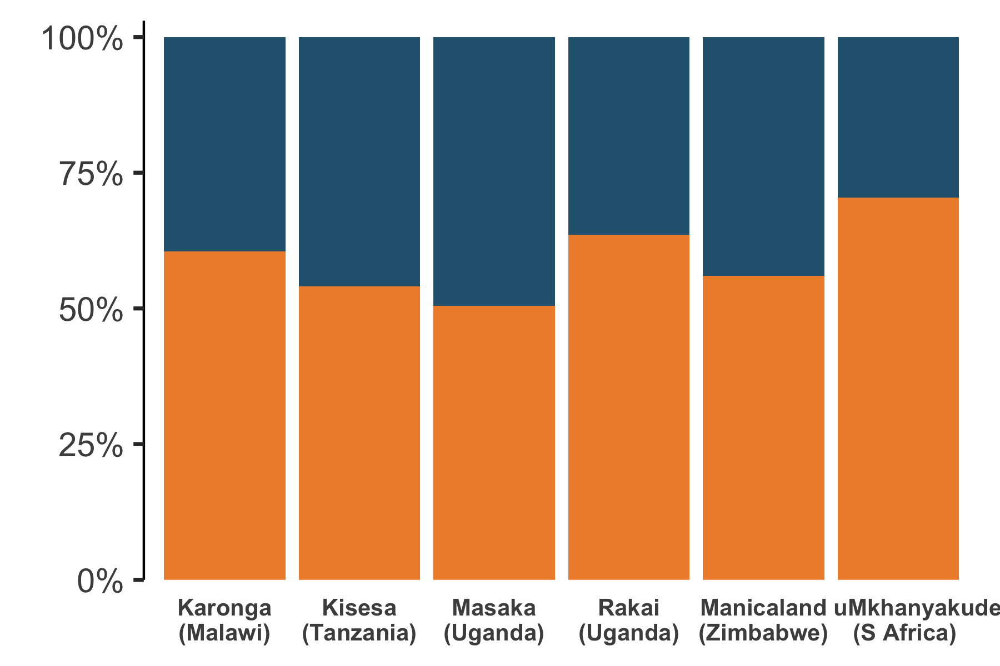 100%
75%
50%
25%
0%
Karonga
(Malawi)
Kisesa
(Tanzania)
Masaka
(Uganda)
Rakai
(Uganda)
Manicaland
(Zimbabwe)
uMkhanyakude
(S Africa)